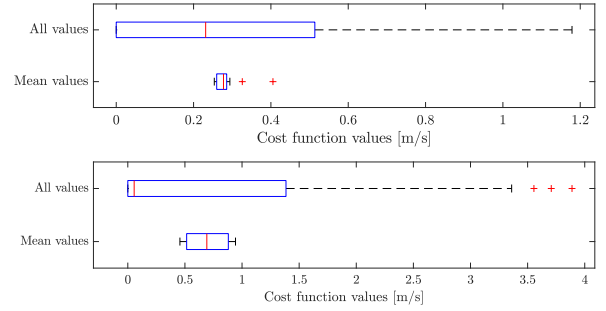 All values
Mean values
0 0.2 0.4 0.6 0.8 1 1.2
Cost function values [m/s]
All values
Mean values
0 0.5 1 1.5 2 2.5 3 3.5 4
Cost function values [m/s]